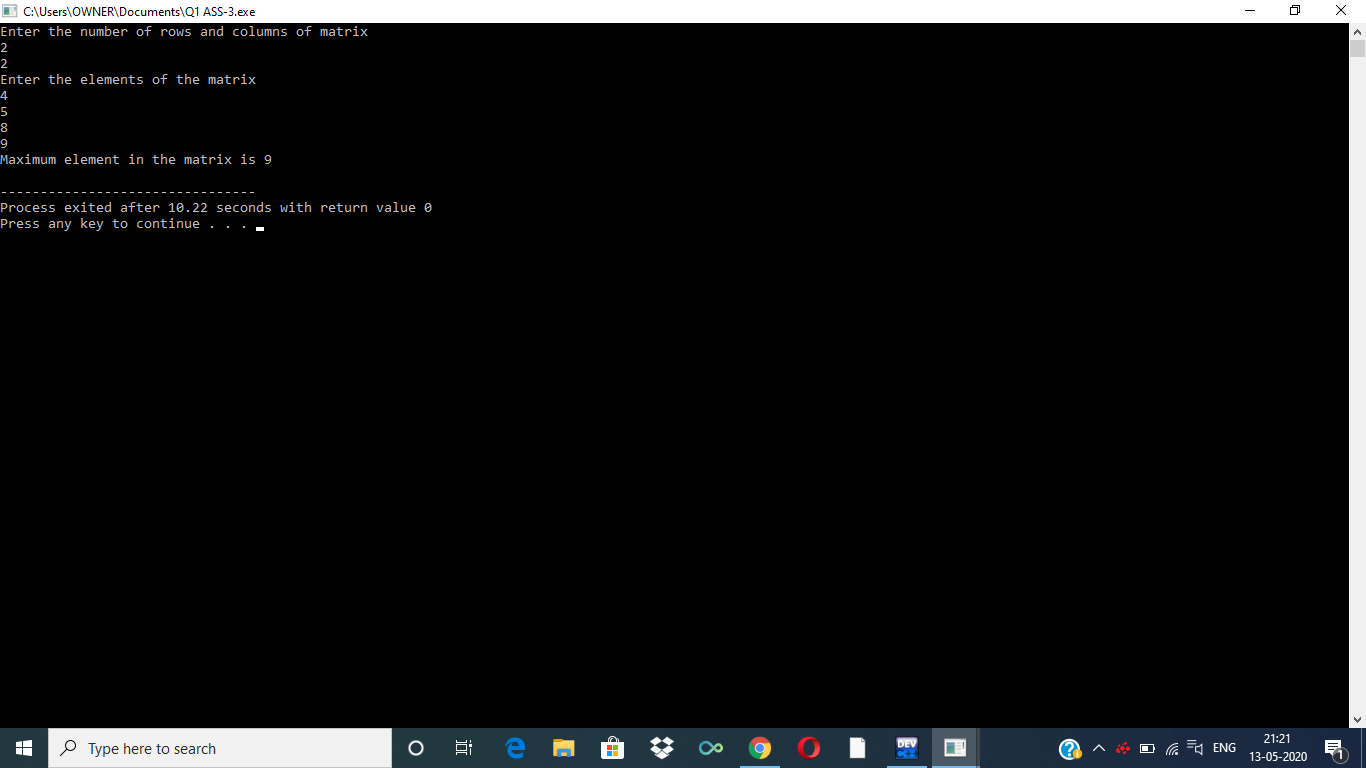 C:\Users\OWNER\Documents\Q1 ASS-3.exe
Enter the number of rows and columns of matrix
2
2
Enter the elements of the matrix
4
5
8
9
Maximum element in the matrix is 9
--------------------------------
Process exited after 10.22 seconds with return value 0
Press any key to continue . . .
Type here to search
DEV
ENG
21:21
13-05-2020
1